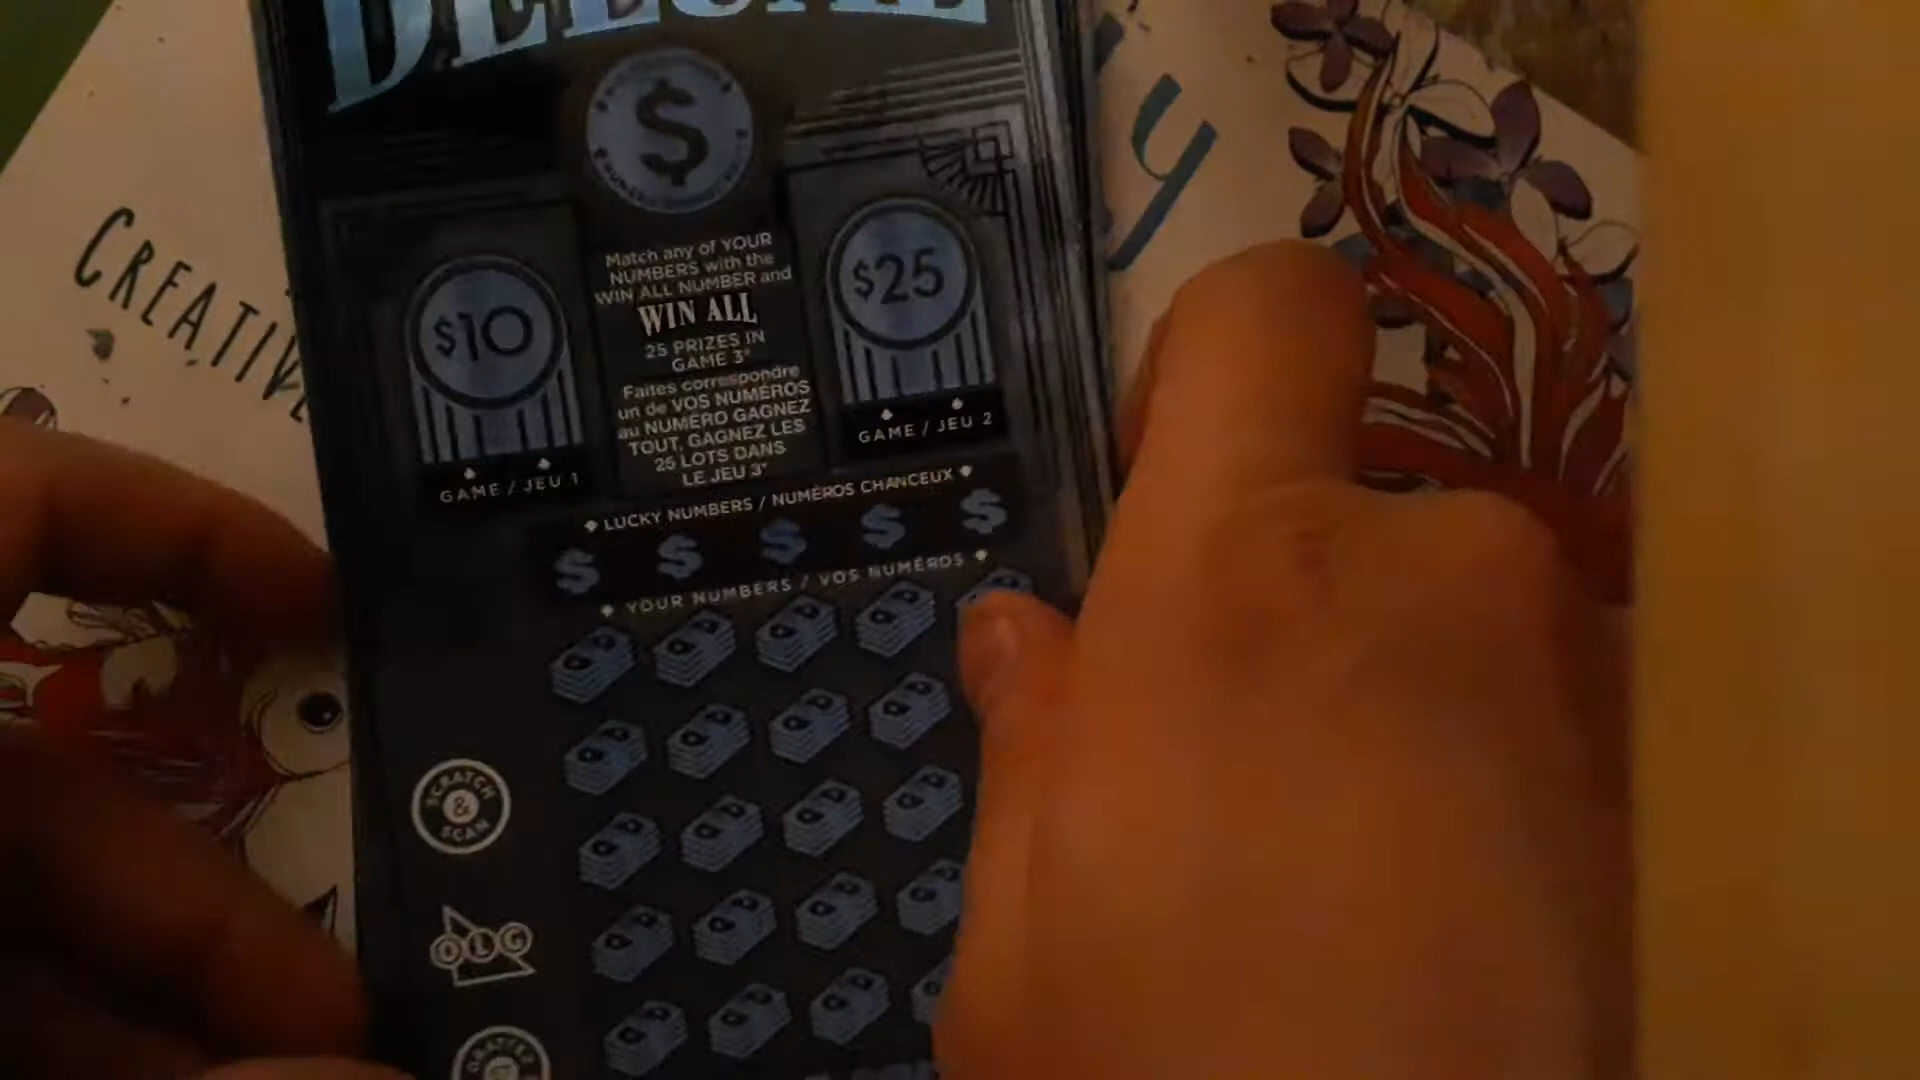 DELUXE
$
CREATIVE
y
$10
$25
Match any of YOUR
NUMBERS with the
WIN ALL NUMBER and
WIN ALL
25 PRIZES IN
GAME 3*
Faites correspondre
un de VOS NUMÉROS
au NUMÉRO GAGNEZ
TOUT, GAGNEZ LES
25 LOTS DANS
LE JEU 3*
GAME / JEU 1
GAME / JEU 2
LUCKY NUMBERS / NUMÉROS CHANCEUX
$ $ $ $ $
YOUR NUMBERS / VOS NUMÉROS
SCRATCH
&
SCAN
OLG
GRATTEZ